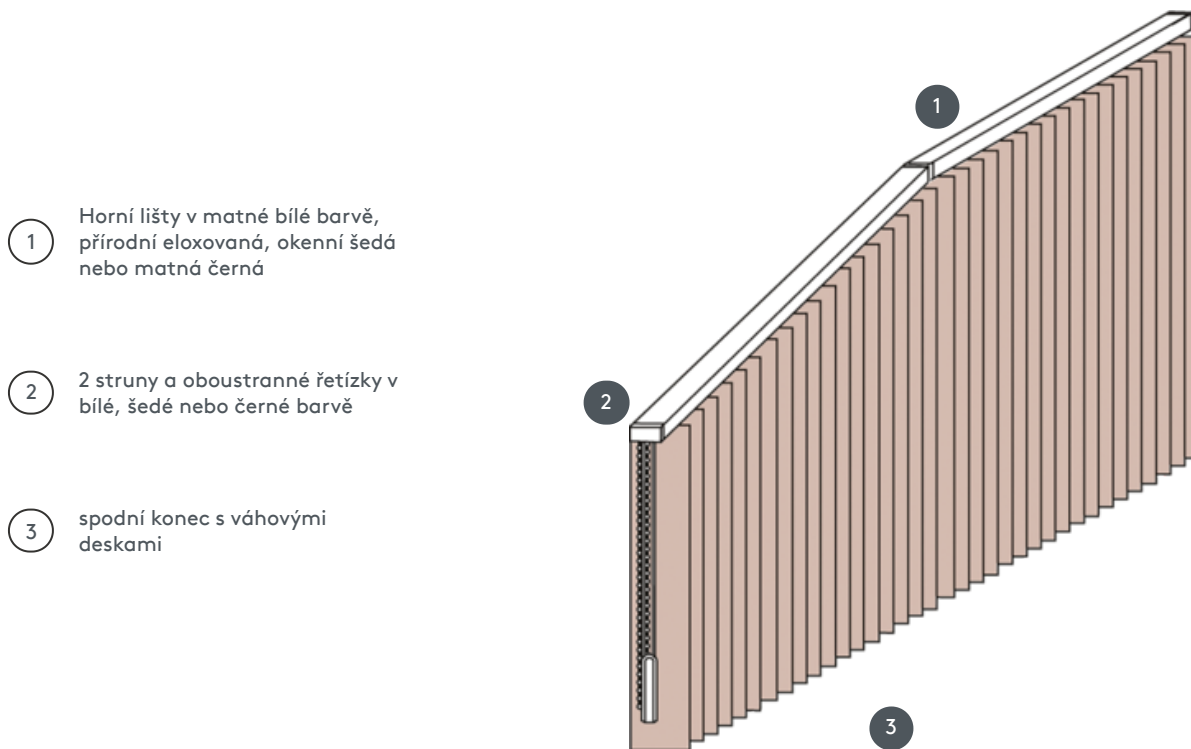 1
Horní lišty v matné bílé barvě,
přírodní eloxovaná, okenní šedá
nebo matná černá
2
2 struny a oboustranné řetízky v
bílé, šedé nebo černé barvě
3
spodní konec s váhovými
deskami
1
2
3